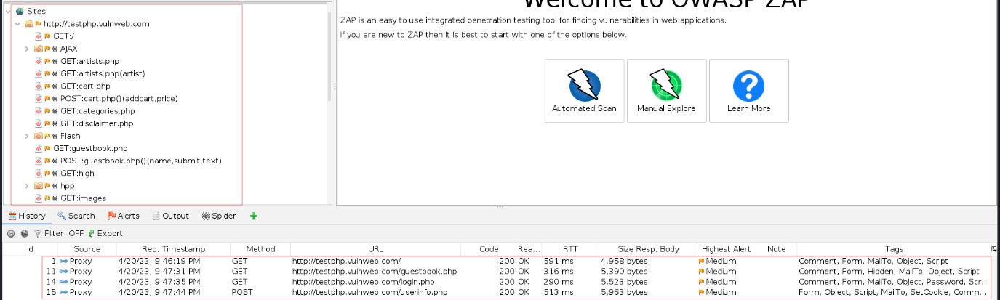 Sites
http://testphp.vulnweb.com
GET:/
AJAX
GET:artists.php
GET:artists.php(artist)
GET:cart.php
POST:cart.php()(addcart,price)
GET:categories.php
GET:disclaimer.php
Flash
GET:guestbook.php
POST:guestbook.php()(name,submit,text)
GET:high
hpp
GET:images
Welcome to OWASP ZAP
ZAP is an easy to use integrated penetration testing tool for finding vulnerabilities in web applications.
If you are new to ZAP then it is best to start with one of the options below.
Automated Scan Manual Explore Learn More
History Search Alerts Output Spider
Filter: OFF Export
Id Source Req. Timestamp Method URL Code Rea... RTT Size Resp. Body Highest Alert Note Tags
1 Proxy 4/20/23, 9:46:19 PM GET http://testphp.vulnweb.com/ 200 OK 591 ms 4,958 bytes Medium Comment, Form, MailTo, Object, Script
11 Proxy 4/20/23, 9:47:31 PM GET http://testphp.vulnweb.com/guestbook.php 200 OK 316 ms 5,390 bytes Medium Comment, Form, Hidden, MailTo, Object, Script
14 Proxy 4/20/23, 9:47:35 PM GET http://testphp.vulnweb.com/login.php 200 OK 290 ms 5,523 bytes Medium Comment, Form, MailTo, Object, Password, Scr...
15 Proxy 4/20/23, 9:47:44 PM POST http://testphp.vulnweb.com/userinfo.php 200 OK 513 ms 5,963 bytes Medium Form, Object, Script, MailTo, SetCookie, Comm...